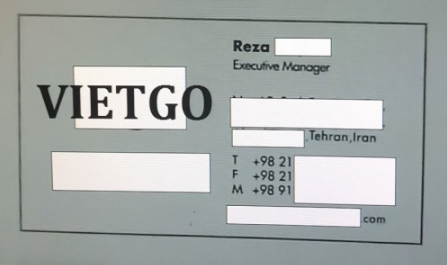 Reza
Executive Manager
VIETGO
,Tehran,Iran
T +98 21
F +98 21
M +98 91
com